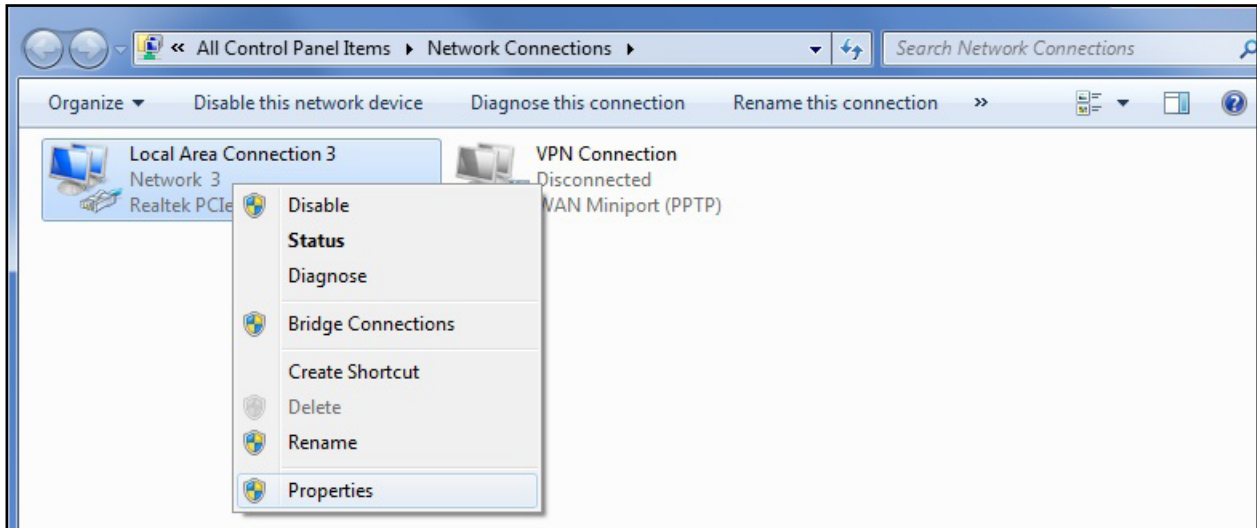 « All Control Panel Items ▸ Network Connections ▸
Search Network Connections
Organize ▾ Disable this network device Diagnose this connection Rename this connection »
Local Area Connection 3
Network 3
Realtek PCIe
VPN Connection
Disconnected
WAN Miniport (PPTP)
Disable
Status
Diagnose
Bridge Connections
Create Shortcut
Delete
Rename
Properties